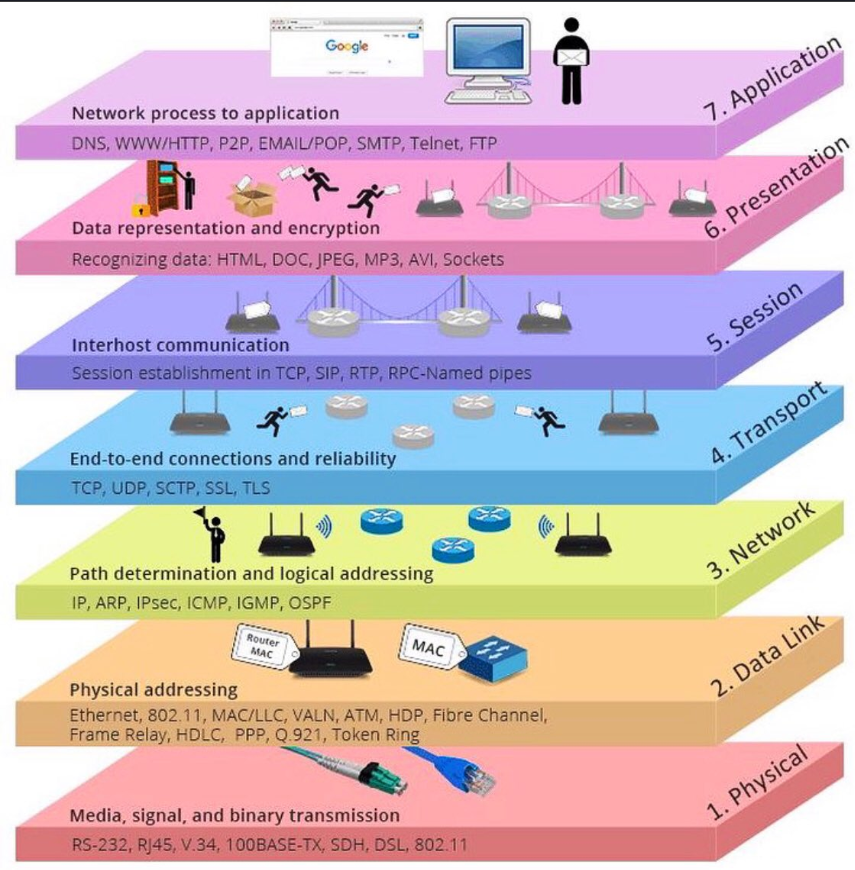 Google
7. Application
Network process to application
DNS, WWW/HTTP, P2P, EMAIL/POP, SMTP, Telnet, FTP
6. Presentation
Data representation and encryption
Recognizing data: HTML, DOC, JPEG, MP3, AVI, Sockets
5. Session
Interhost communication
Session establishment in TCP, SIP, RTP, RPC-Named pipes
4. Transport
End-to-end connections and reliability
TCP, UDP, SCTP, SSL, TLS
3. Network
Path determination and logical addressing
IP, ARP, IPsec, ICMP, IGMP, OSPF
2. Data Link
Router
MAC
MAC
Physical addressing
Ethernet, 802.11, MAC/LLC, VALN, ATM, HDP, Fibre Channel,
Frame Relay, HDLC, PPP, Q.921, Token Ring
1. Physical
Media, signal, and binary transmission
RS-232, RJ45, V.34, 100BASE-TX, SDH, DSL, 802.11